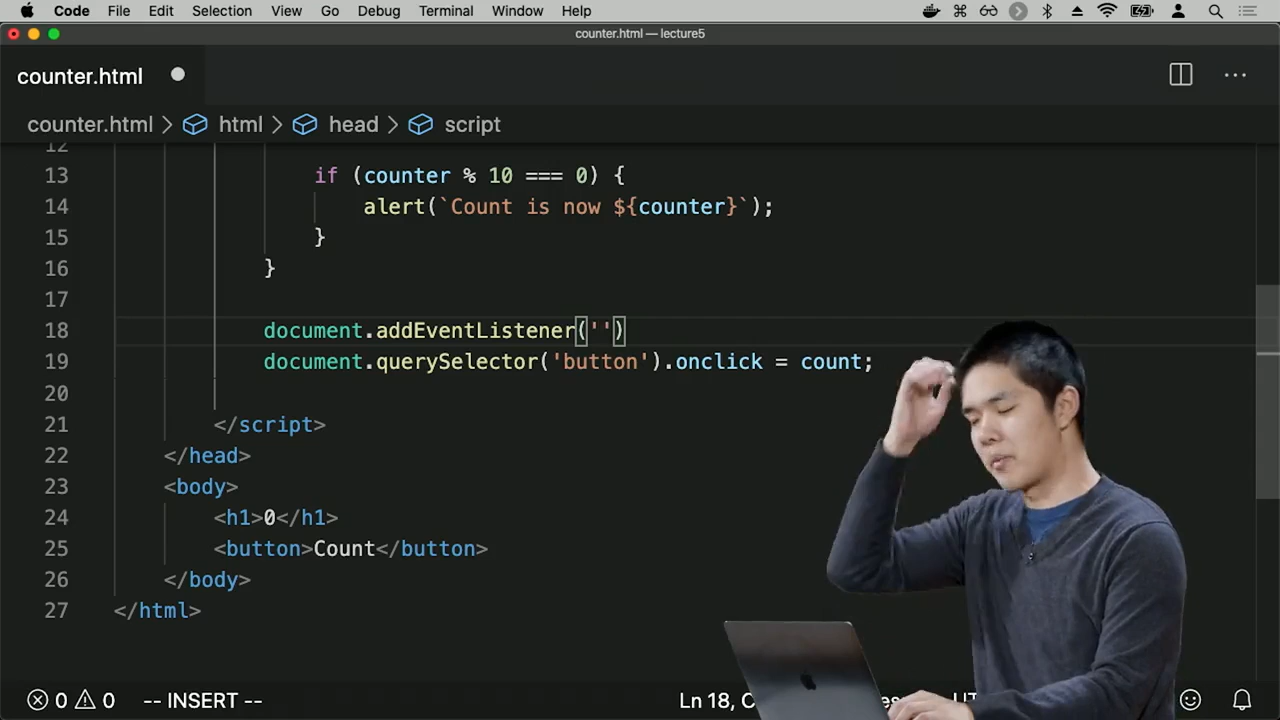 Code File Edit Selection View Go Debug Terminal Window Help
counter.html — lecture5
counter.html
counter.html > html > head > script
12
13 if (counter % 10 === 0) {
14 alert(`Count is now ${counter}`);
15 }
16 }
17
18 document.addEventListener('')
19 document.querySelector('button').onclick = count;
20
21 </script>
22 </head>
23 <body>
24 <h1>0</h1>
25 <button>Count</button>
26 </body>
27 </html>
0 0 -- INSERT -- Ln 18, C